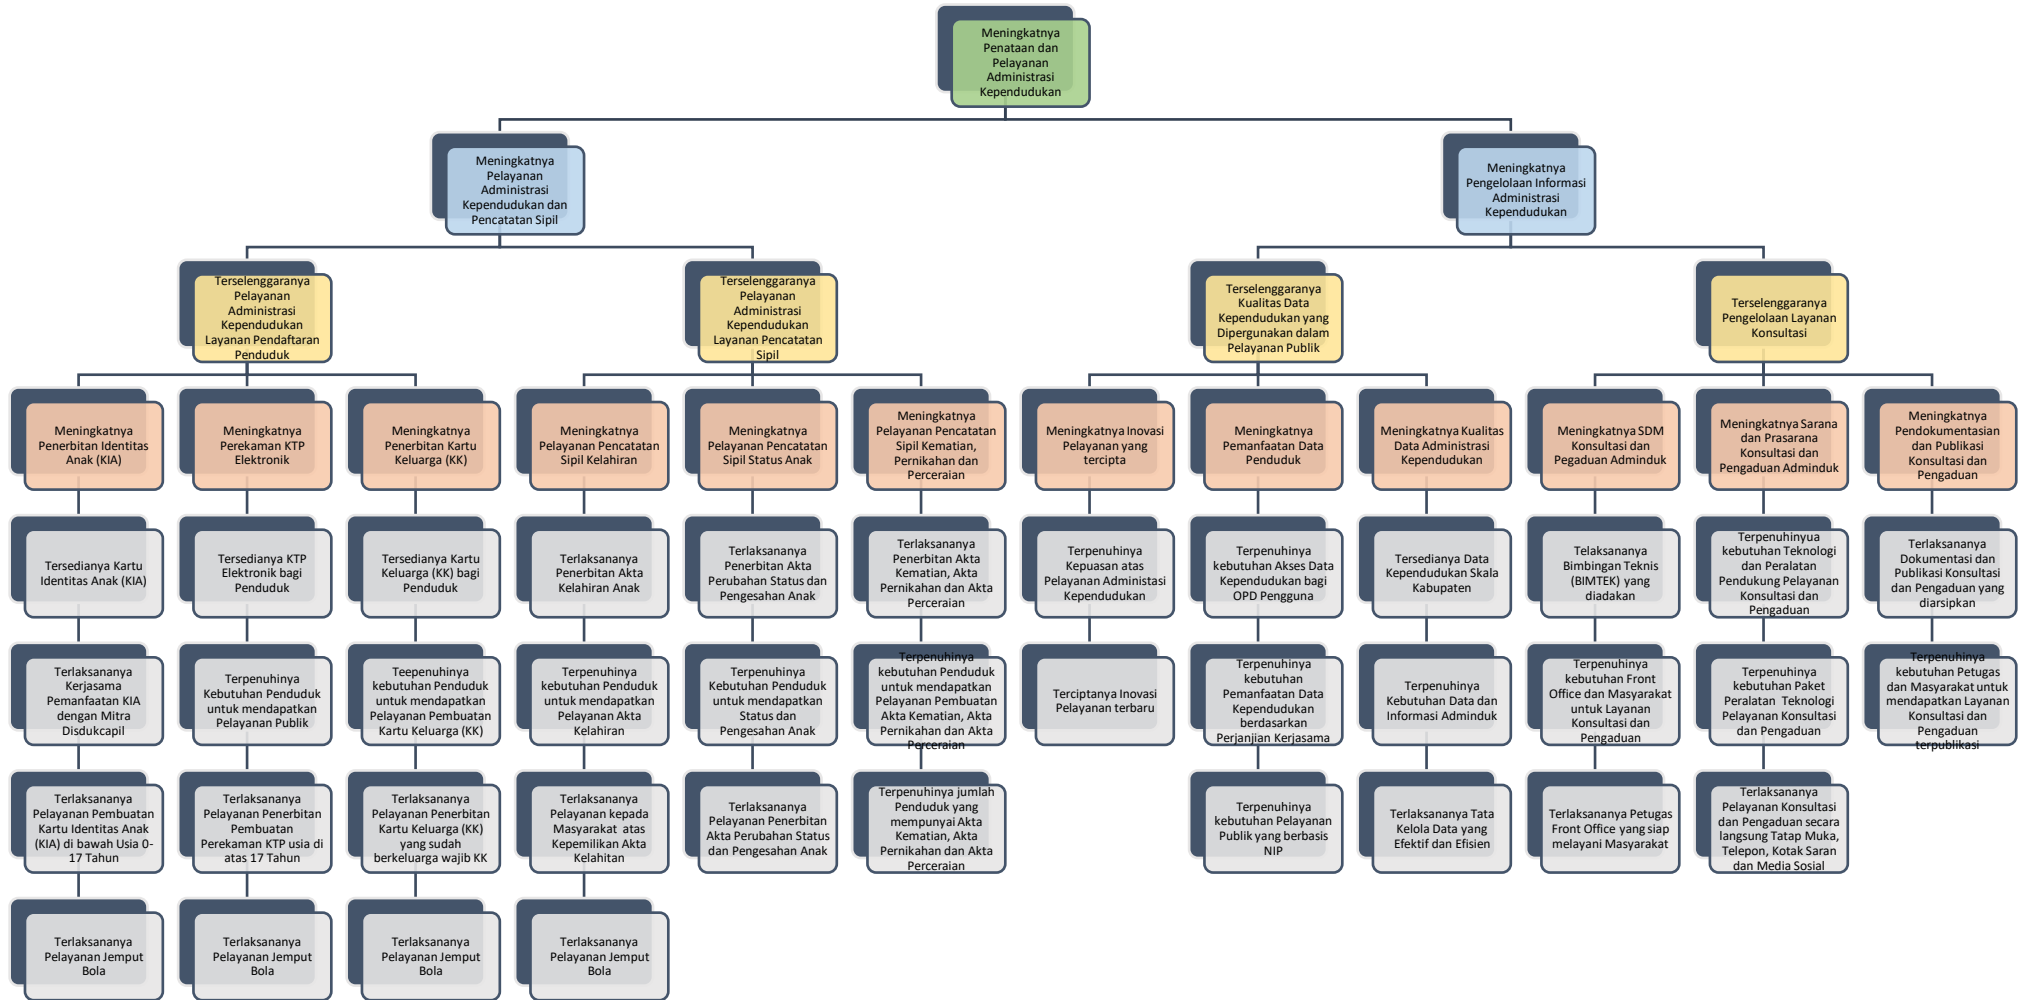 Meningkatnya
Penataan dan
Pelayanan
Administrasi
Kependudukan
Meningkatnya
Pelayanan
Administrasi
Kependudukan dan
Pencatatan Sipil
Meningkatnya
Pengelolaan Informasi
Administrasi
Kependudukan
Terselenggaranya
Pelayanan
Administrasi
Kependudukan
Layanan Pendaftaran
Penduduk
Terselenggaranya
Pelayanan
Administrasi
Kependudukan
Layanan Pencatatan
Sipil
Terselenggaranya
Kualitas Data
Kependudukan yang
Dipergunakan dalam
Pelayanan Publik
Terselenggaranya
Pengelolaan Layanan
Konsultasi
Meningkatnya
Penerbitan Identitas
Anak (KIA)
Meningkatnya
Perekaman KTP
Elektronik
Meningkatnya
Penerbitan Kartu
Keluarga (KK)
Meningkatnya
Pelayanan Pencatatan
Sipil Kelahiran
Meningkatnya
Pelayanan Pencatatan
Sipil Status Anak
Meningkatnya
Pelayanan Pencatatan
Sipil Kematian,
Pernikahan dan
Perceraian
Meningkatnya Inovasi
Pelayanan yang
tercipta
Meningkatnya
Pemanfaatan Data
Penduduk
Meningkatnya Kualitas
Data Administrasi
Kependudukan
Meningkatnya SDM
Konsultasi dan
Pegaduan Adminduk
Meningkatnya Sarana
dan Prasarana
Konsultasi dan
Pengaduan Adminduk
Meningkatnya
Pendokumentasian
dan Publikasi
Konsultasi dan
Pengaduan
Tersedianya Kartu
Identitas Anak (KIA)
Tersedianya KTP
Elektronik bagi
Penduduk
Tersedianya Kartu
Keluarga (KK) bagi
Penduduk
Terlaksananya
Penerbitan Akta
Kelahiran Anak
Terlaksananya
Penerbitan Akta
Perubahan Status dan
Pengesahan Anak
Terlaksananya
Penerbitan Akta
Kematian, Akta
Pernikahan dan Akta
Perceraian
Terpenuhinya
Kepuasan atas
Pelayanan Administasi
Kependudukan
Terpenuhinya
kebutuhan Akses Data
Kependudukan bagi
OPD Pengguna
Tersedianya Data
Kependudukan Skala
Kabupaten
Telaksananya
Bimbingan Teknis
(BIMTEK) yang
diadakan
Terpenuhinyua
kebutuhan Teknologi
dan Peralatan
Pendukung Pelayanan
Konsultasi dan
Pengaduan
Terlaksananya
Dokumentasi dan
Publikasi Konsultasi
dan Pengaduan yang
diarsipkan
Terlaksananya
Kerjasama
Pemanfaatan KIA
dengan Mitra
Disdukcapil
Terpenuhinya
Kebutuhan Penduduk
untuk mendapatkan
Pelayanan Publik
Teepenuhinya
kebutuhan Penduduk
untuk mendapatkan
Pelayanan Pembuatan
Kartu Keluarga (KK)
Terpenuhinya
kebutuhan Penduduk
untuk mendapatkan
Pelayanan Akta
Kelahiran
Terpenuhinya
Kebutuhan Penduduk
untuk mendapatkan
Status dan
Pengesahan Anak
Terpenuhinya
kebutuhan Penduduk
untuk mendapatkan
Pelayanan Pembuatan
Akta Kematian, Akta
Pernikahan dan Akta
Perceraian
Terciptanya Inovasi
Pelayanan terbaru
Terpenuhinya
kebutuhan
Pemanfaatan Data
Kependudukan
berdasarkan
Perjanjian Kerjasama
Terpenuhinya
Kebutuhan Data dan
Informasi Adminduk
Terpenuhinya
kebutuhan Front
Office dan Masyarakat
untuk Layanan
Konsultasi dan
Pengaduan
Terpenuhinya
kebutuhan Paket
Peralatan Teknologi
Pelayanan Konsultasi
dan Pengaduan
Terpenuhinya
kebutuhan Petugas
dan Masyarakat untuk
mendapatkan Layanan
Konsultasi dan
Pengaduan
terpublikasi
Terlaksananya
Pelayanan Pembuatan
Kartu Identitas Anak
(KIA) di bawah Usia 0-
17 Tahun
Terlaksananya
Pelayanan Penerbitan
Pembuatan
Perekaman KTP usia di
atas 17 Tahun
Terlaksananya
Pelayanan Penerbitan
Kartu Keluarga (KK)
yang sudah
berkeluarga wajib KK
Terlaksananya
Pelayanan kepada
Masyarakat atas
Kepemilikan Akta
Kelahitan
Terlaksananya
Pelayanan Penerbitan
Akta Perubahan Status
dan Pengesahan Anak
Terpenuhinya jumlah
Penduduk yang
mempunyai Akta
Kematian, Akta
Pernikahan dan Akta
Perceraian
Terpenuhinya
kebutuhan Pelayanan
Publik yang berbasis
NIP
Terlaksananya Tata
Kelola Data yang
Efektif dan Efisien
Terlaksananya Petugas
Front Office yang siap
melayani Masyarakat
Terlaksananya
Pelayanan Konsultasi
dan Pengaduan secara
langsung Tatap Muka,
Telepon, Kotak Saran
dan Media Sosial
Terlaksananya
Pelayanan Jemput
Bola
Terlaksananya
Pelayanan Jemput
Bola
Terlaksananya
Pelayanan Jemput
Bola
Terlaksananya
Pelayanan Jemput
Bola